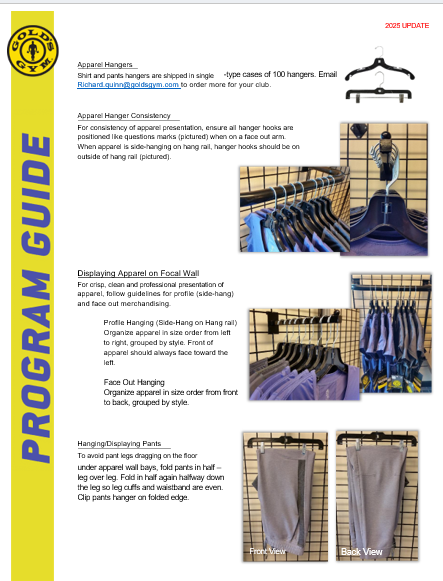 2025 UPDATE
GOLD'S
GYM
PROGRAM GUIDE
Apparel Hangers
Shirt and pants hangers are shipped in single -type cases of 100 hangers. Email
Richard.quinn@goldsgym.com to order more for your club.
Apparel Hanger Consistency
For consistency of apparel presentation, ensure all hanger hooks are
positioned like questions marks (pictured) when on a face out arm.
When apparel is side-hanging on hang rail, hanger hooks should be on
outside of hang rail (pictured).
Displaying Apparel on Focal Wall
For crisp, clean and professional presentation of
apparel, follow guidelines for profile (side-hang)
and face out merchandising.
Profile Hanging (Side-Hang on Hang rail)
Organize apparel in size order from left
to right, grouped by style. Front of
apparel should always face toward the
left.
Face Out Hanging
Organize apparel in size order from front
to back, grouped by style.
Hanging/Displaying Pants
To avoid pant legs dragging on the floor
under apparel wall bays, fold pants in half –
leg over leg. Fold in half again halfway down
the leg so leg cuffs and waistband are even.
Clip pants hanger on folded edge.
Front View
Back View